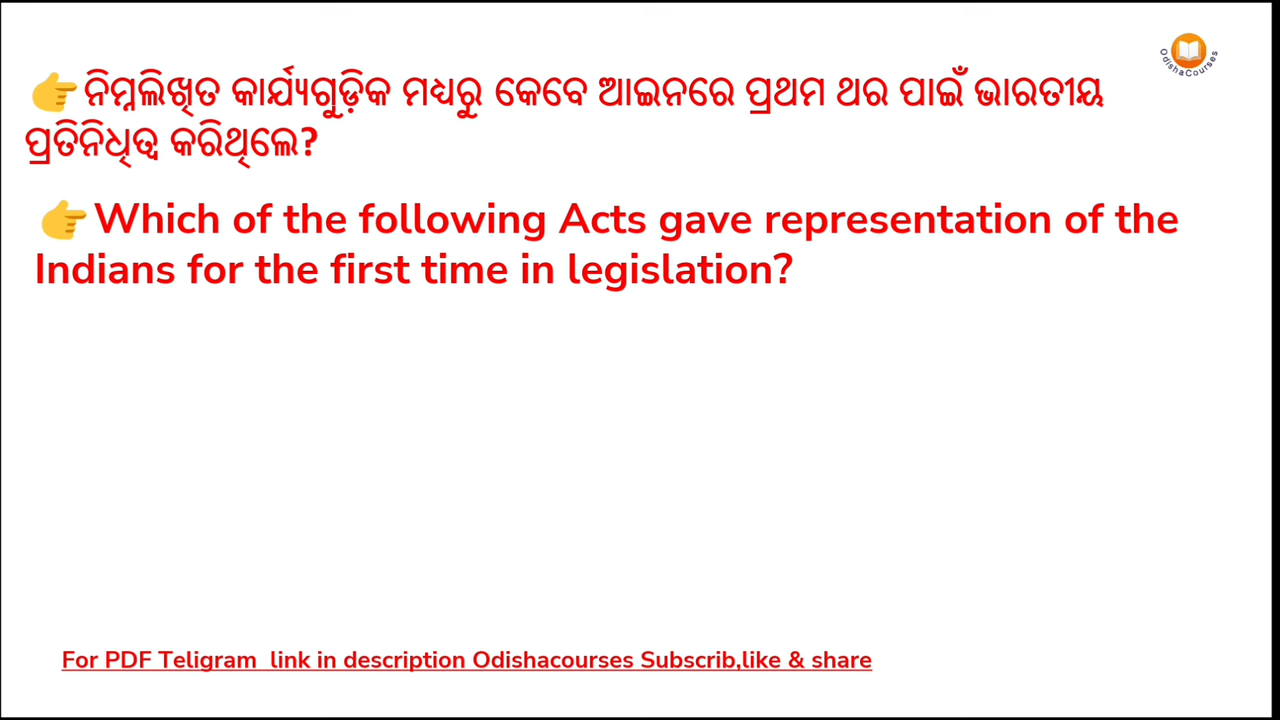 OdishaCourses
👉ନିମ୍ନଲିଖିତ କାର୍ଯ୍ୟଗୁଡ଼ିକ ମଧ୍ୟରୁ କେବେ ଆଇନରେ ପ୍ରଥମ ଥର ପାଇଁ ଭାରତୀୟ
ପ୍ରତିନିଧିତ୍ୱ କରିଥିଲେ?
👉Which of the following Acts gave representation of the
Indians for the first time in legislation?
For PDF Teligram link in description Odishacourses Subscrib,like & share